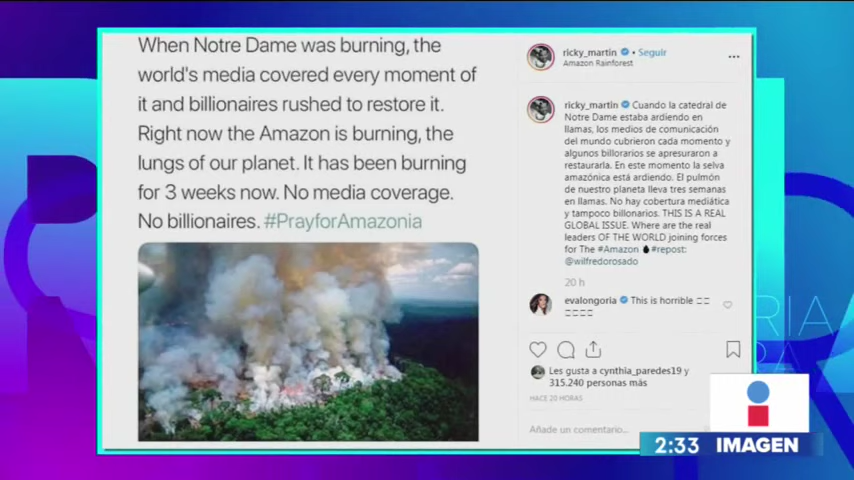 When Notre Dame was burning, the
world's media covered every moment of
it and billionaires rushed to restore it.
Right now the Amazon is burning, the
lungs of our planet. It has been burning
for 3 weeks now. No media coverage.
No billionaires. #PrayforAmazonia
ricky_martin • Seguir
Amazon Rainforest
ricky_martin Cuando la catedral de
Notre Dame estaba ardiendo en
llamas, los medios de comunicación
del mundo cubrieron cada momento y
algunos billorarios se apresuraron a
restaurarla. En este momento la selva
amazónica está ardiendo. El pulmón
de nuestro planeta lleva tres semanas
en llamas. No hay cobertura mediática
y tampoco billonarios. THIS IS A REAL
GLOBAL ISSUE. Where are the real
leaders OF THE WORLD joining forces
for The #Amazon #repost:
@wilfredorosado
20 h
evalongoria This is horrible
Les gusta a cynthia_paredes19 y
315.240 personas más
HACE 20 HORAS
Añade un comentario...
2:33 IMAGEN